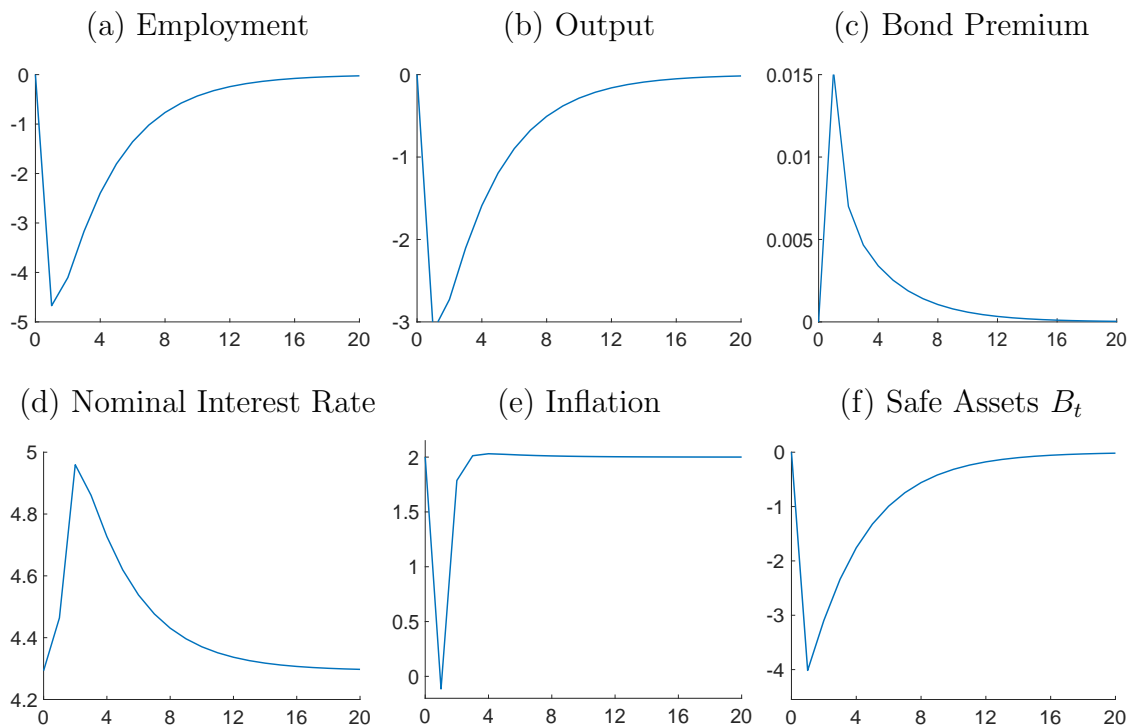 (a) Employment
(b) Output
(c) Bond Premium
0
-1
-2
-3
-4
-5
0 4 8 12 16 20
0
-1
-2
-3
0 4 8 12 16 20
0.015
0.01
0.005
0
0 4 8 12 16 20
(d) Nominal Interest Rate
(e) Inflation
(f) Safe Assets Bt
5
4.8
4.6
4.4
4.2
0 4 8 12 16 20
2
1.5
1
0.5
0
0 4 8 12 16 20
0
-1
-2
-3
-4
0 4 8 12 16 20